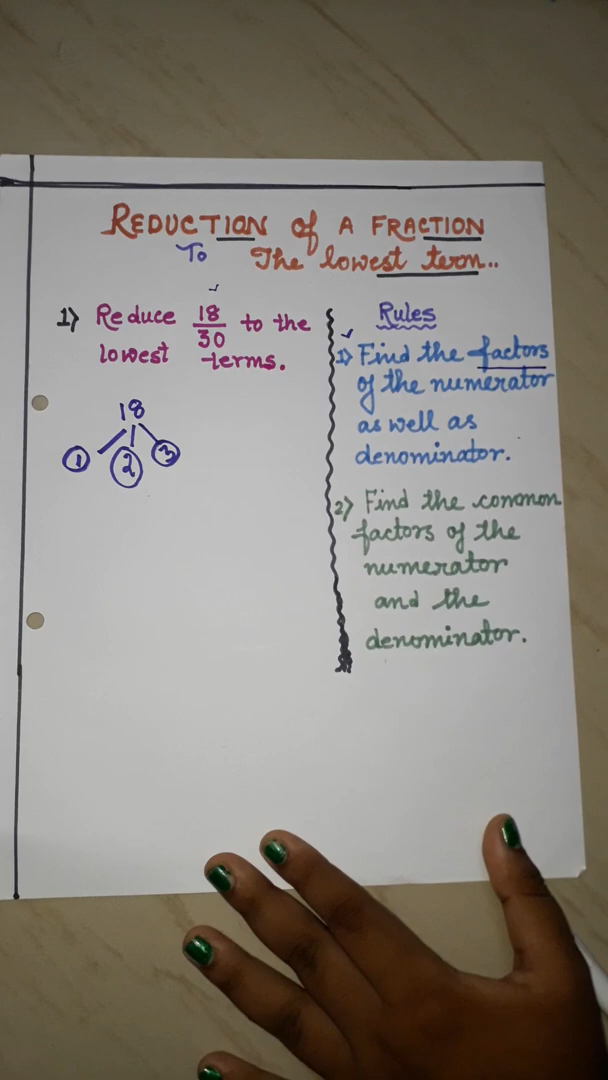 REDUCTION of A FRACTION
To The lowest term..
1) Reduce 18/30 to the
lowest terms.
18
1 2 3
Rules
1) Find the factors
of the numerator
as well as
denominator.
2) Find the common
factors of the
numerator
and the
denominator.